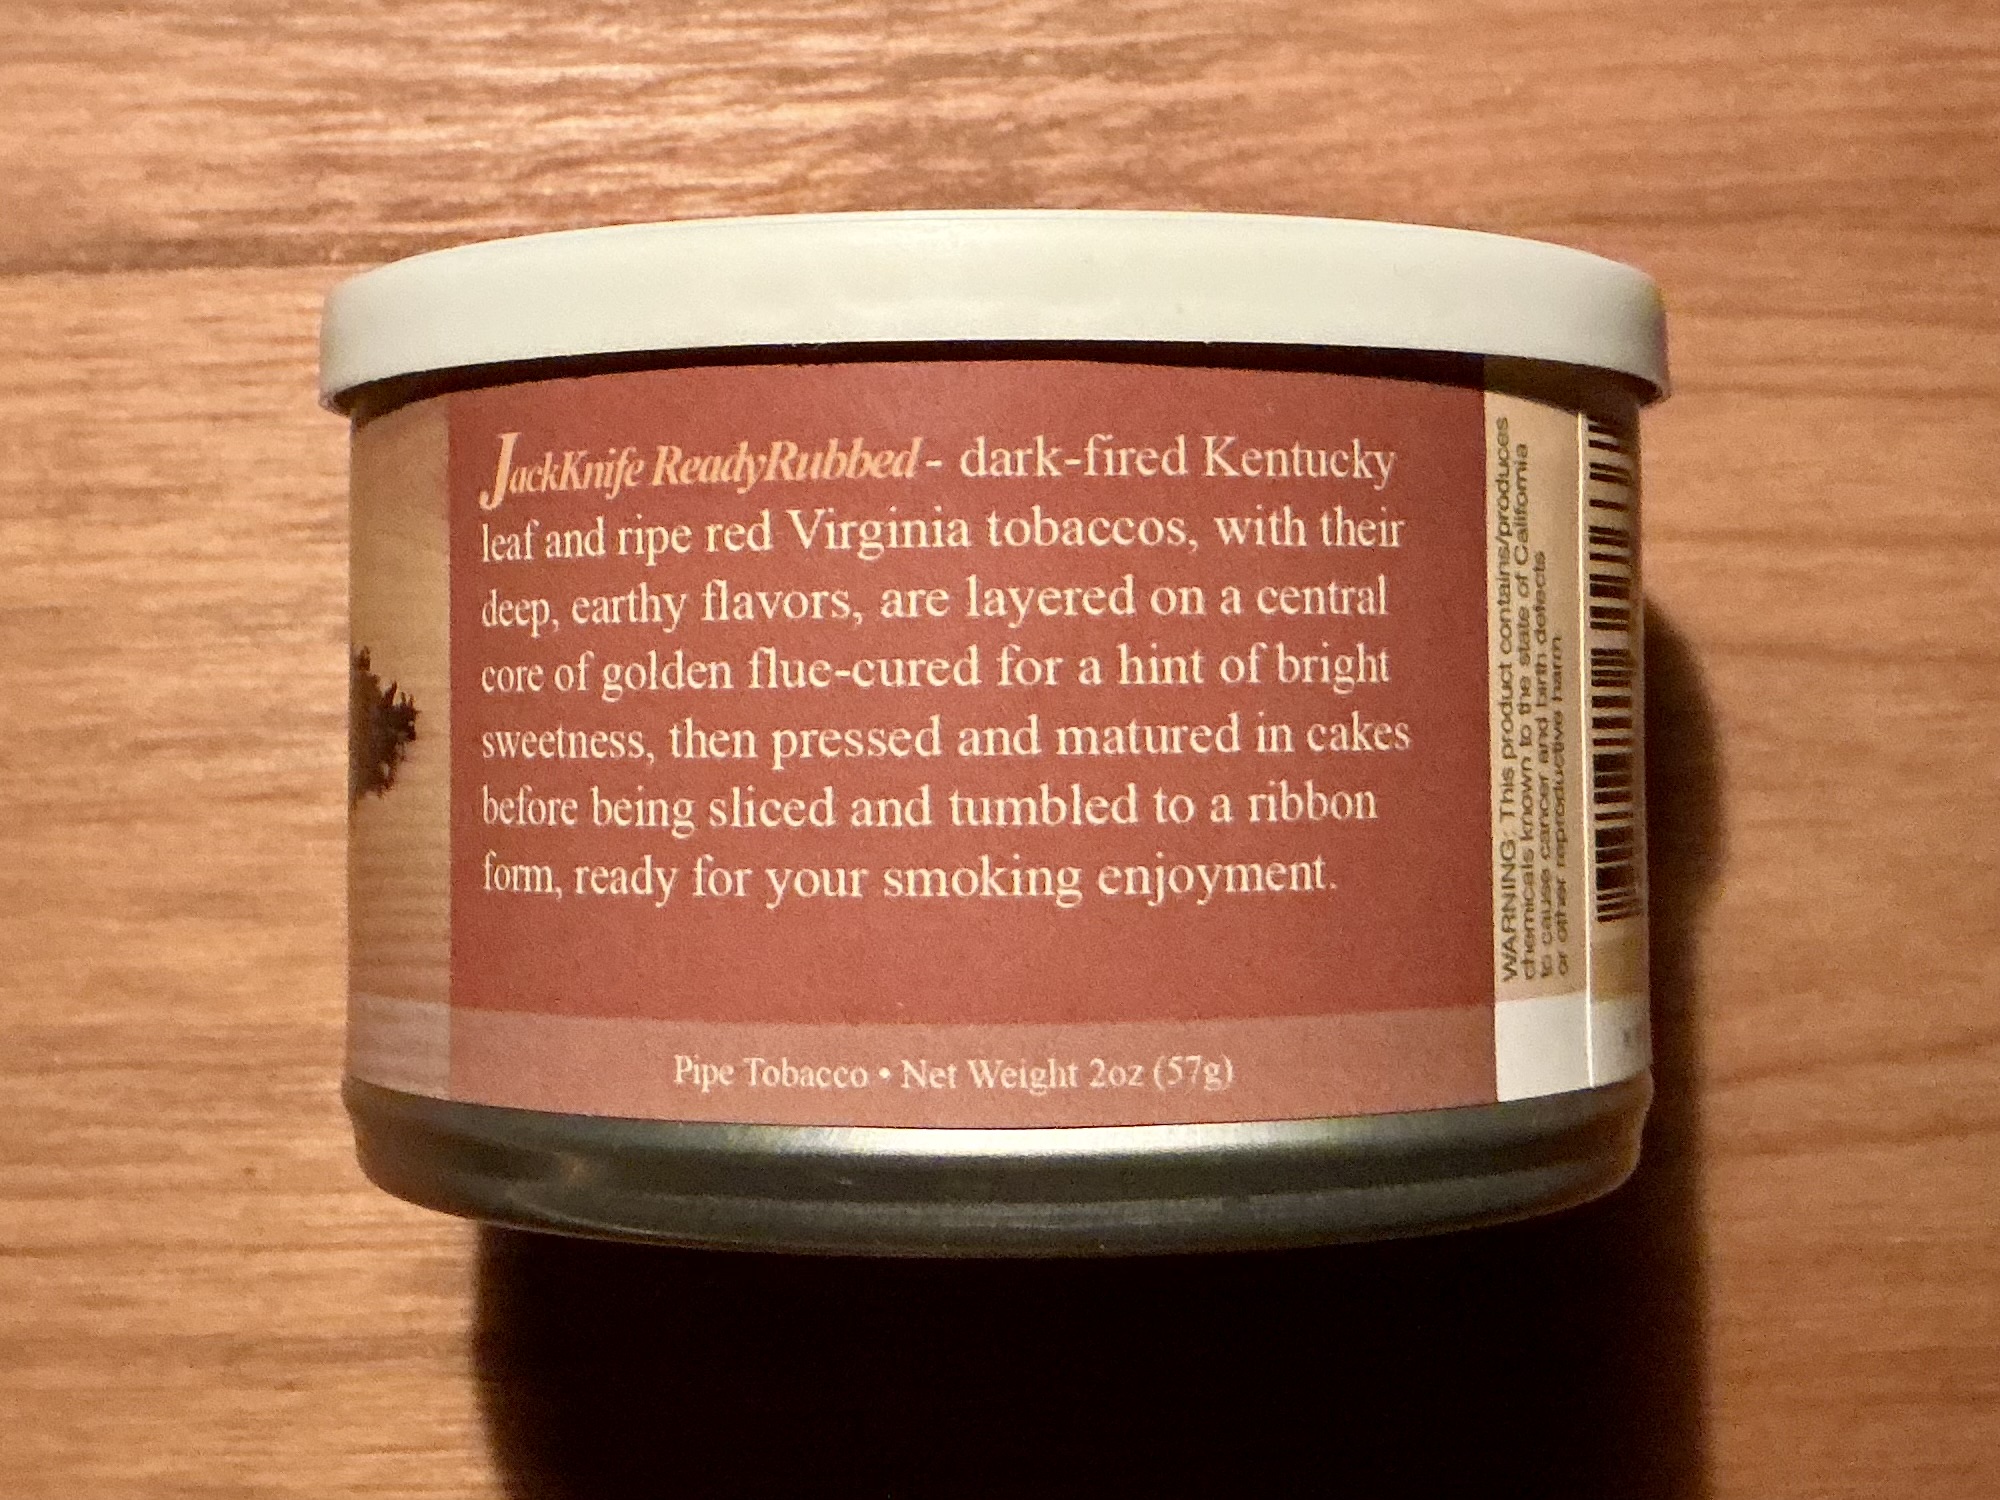 JackKnife ReadyRubbed - dark-fired Kentucky
leaf and ripe red Virginia tobaccos, with their
deep, earthy flavors, are layered on a central
core of golden flue-cured for a hint of bright
sweetness, then pressed and matured in cakes
before being sliced and tumbled to a ribbon
form, ready for your smoking enjoyment.
Pipe Tobacco • Net Weight 2oz (57g)
WARNING: This product contains/produces
chemicals known to the state of California
to cause cancer and birth defects
or other reproductive harm.